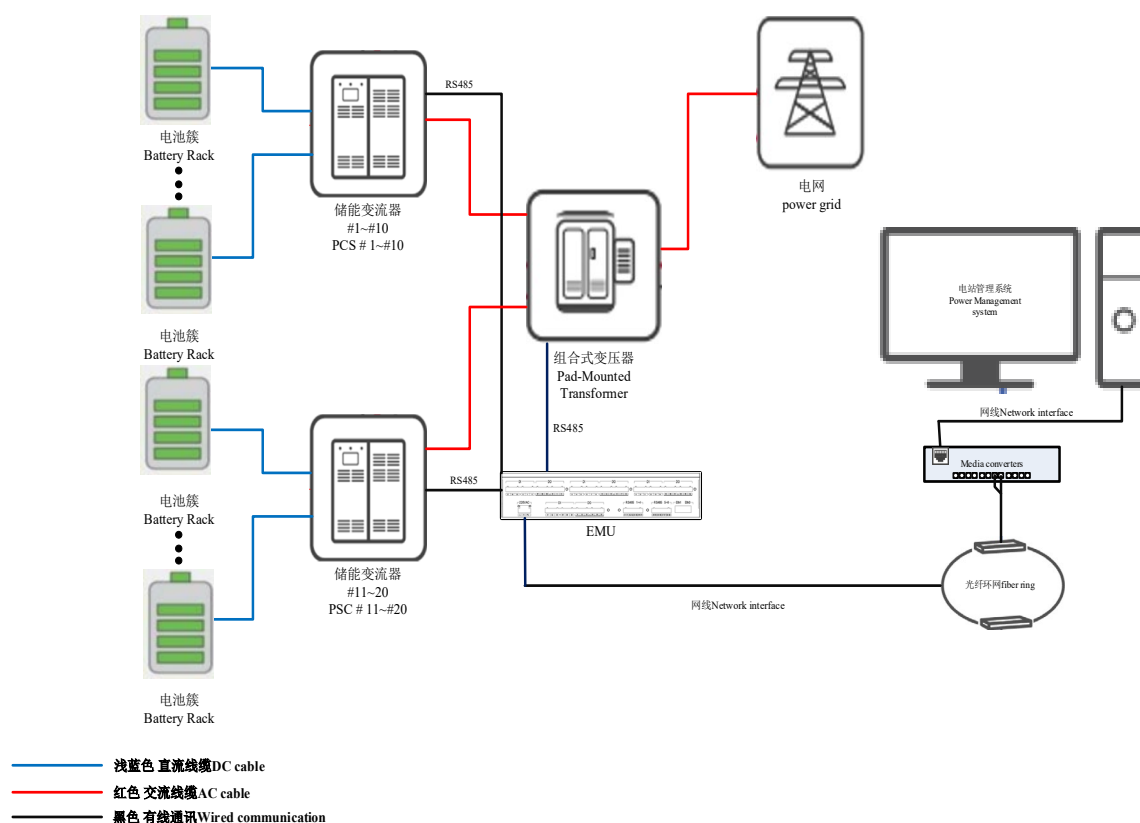 电池簇
Battery Rack
电池簇
Battery Rack
电池簇
Battery Rack
电池簇
Battery Rack
储能变流器
#1~#10
PCS # 1~#10
储能变流器
#11~20
PSC # 11~#20
RS485
RS485
RS485
组合式变压器
Pad-Mounted
Transformer
电网
power grid
EMU
电站管理系统
Power Management
system
网线Network interface
Media converters
光纤环网fiber ring
网线Network interface
浅蓝色 直流线缆DC cable
红色 交流线缆AC cable
黑色 有线通讯Wired communication